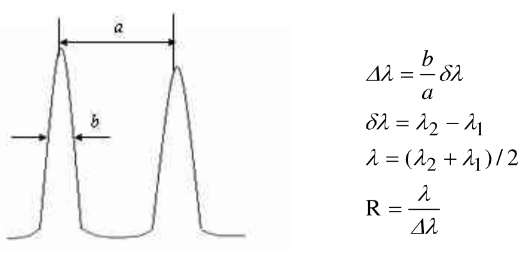 a
b
Δλ = b/a δλ
δλ = λ₂ − λ₁
λ = (λ₂ + λ₁) / 2
R = λ/Δλ